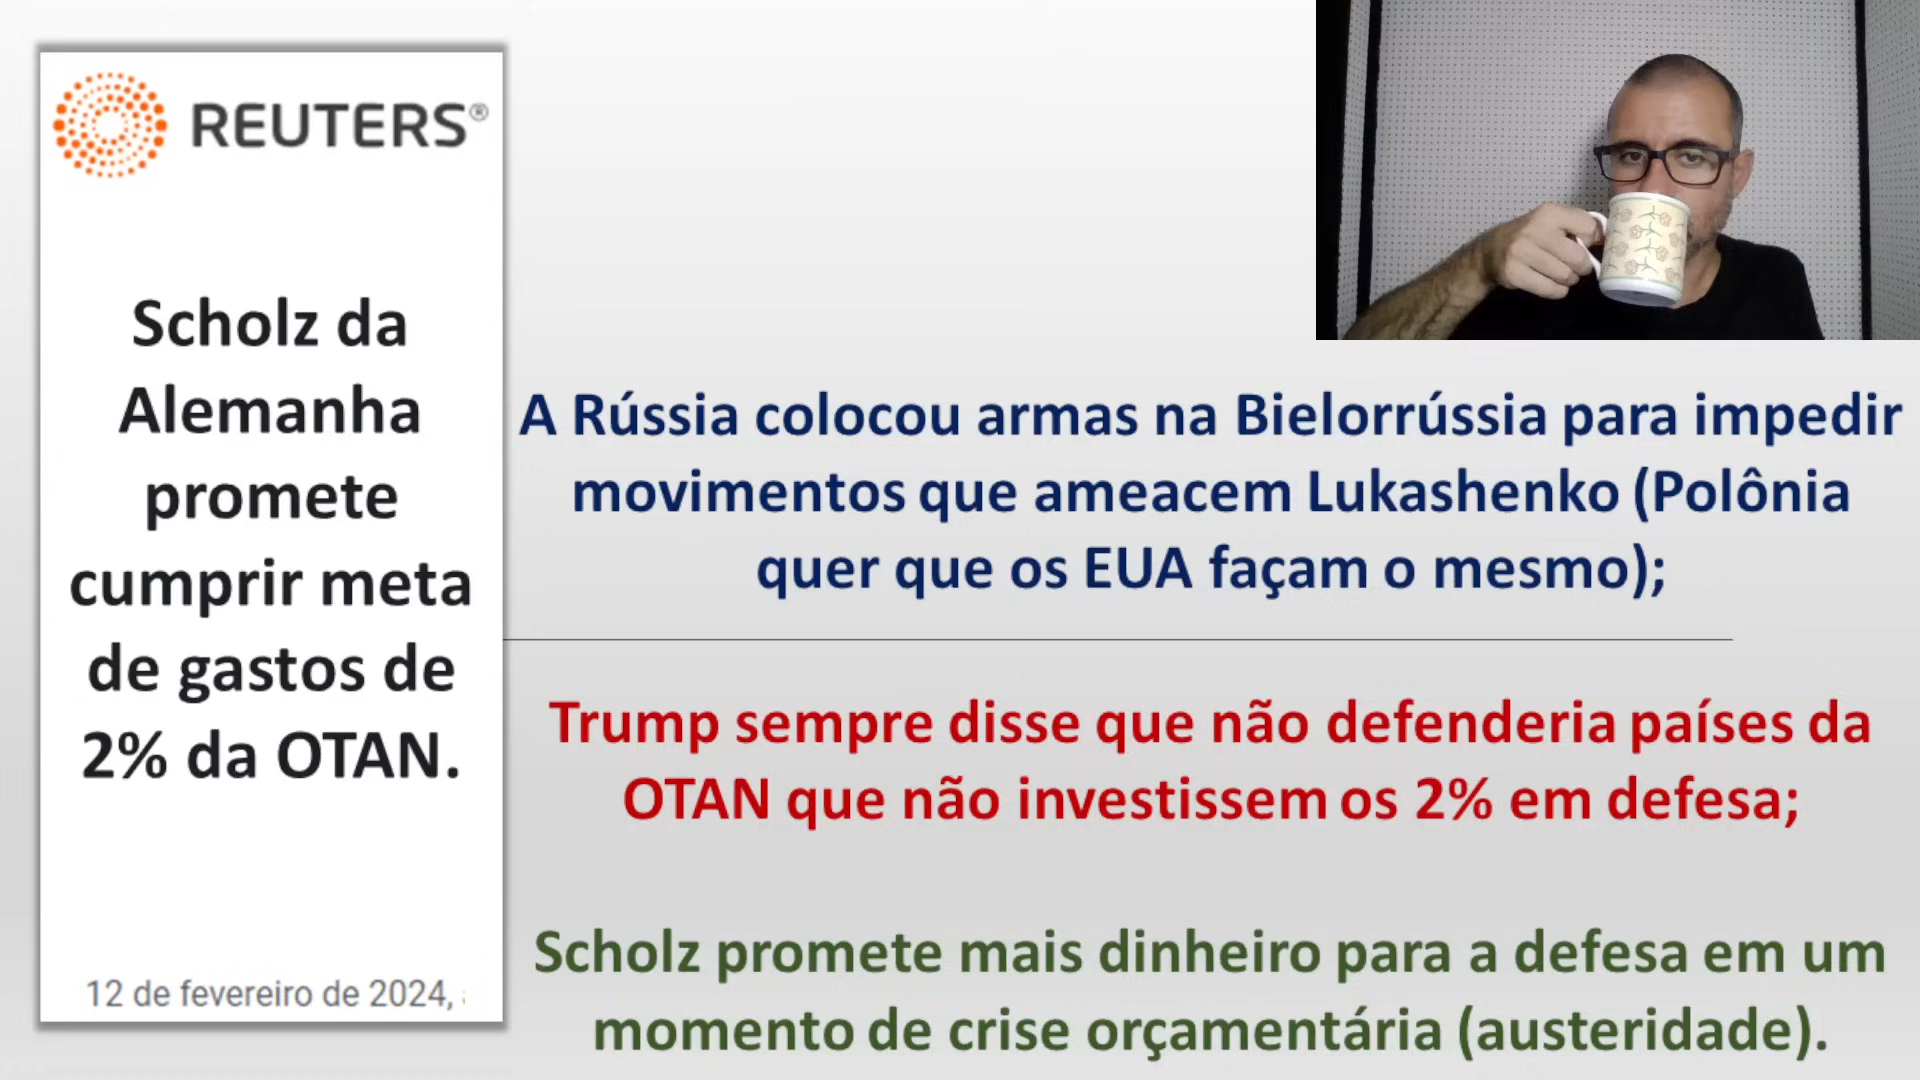 REUTERS®
Scholz da
Alemanha
promete
cumprir meta
de gastos de
2% da OTAN.
12 de fevereiro de 2024,
A Rússia colocou armas na Bielorrússia para impedir
movimentos que ameacem Lukashenko (Polônia
quer que os EUA façam o mesmo);
Trump sempre disse que não defenderia países da
OTAN que não investissem os 2% em defesa;
Scholz promete mais dinheiro para a defesa em um
momento de crise orçamentária (austeridade).